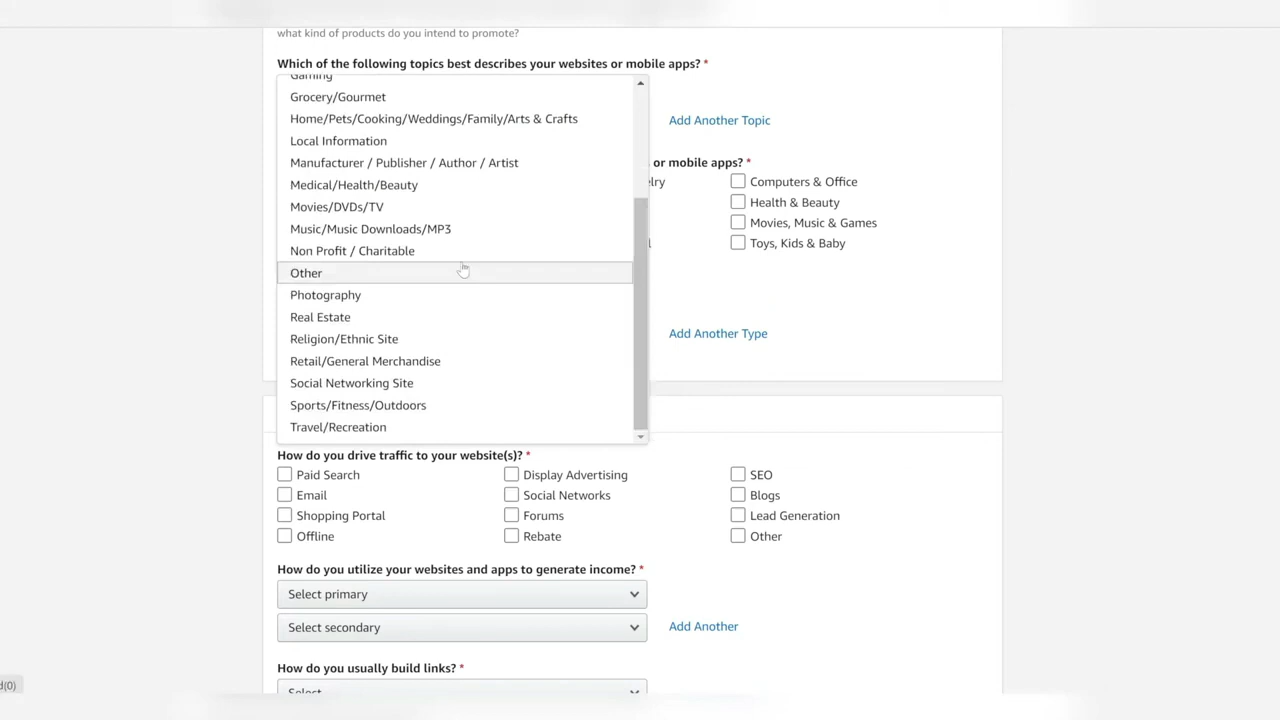 what kind of products do you intend to promote?
Which of the following topics best describes your websites or mobile apps? *
Gaming
Grocery/Gourmet
Home/Pets/Cooking/Weddings/Family/Arts & Crafts
Add Another Topic
Local Information
Manufacturer / Publisher / Author / Artist
or mobile apps? *
Medical/Health/Beauty
Computers & Office
Movies/DVDs/TV
Health & Beauty
Music/Music Downloads/MP3
Movies, Music & Games
Non Profit / Charitable
Toys, Kids & Baby
Other
Photography
Real Estate
Add Another Type
Religion/Ethnic Site
Retail/General Merchandise
Social Networking Site
Sports/Fitness/Outdoors
Travel/Recreation
How do you drive traffic to your website(s)? *
Paid Search Display Advertising SEO
Email Social Networks Blogs
Shopping Portal Forums Lead Generation
Offline Rebate Other
How do you utilize your websites and apps to generate income? *
Select primary
Select secondary Add Another
How do you usually build links? *
Select
d(0)